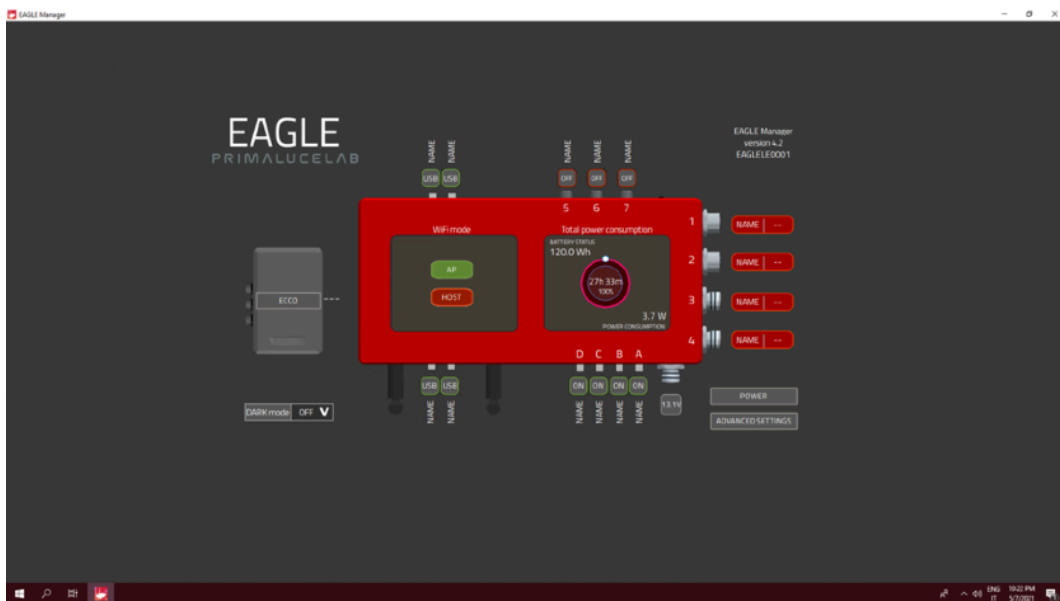 EAGLE Manager
EAGLE
PRIMALUCELAB
EAGLE Manager
version 4.2
EAGLELE0001
NAME NAME
USB USB
NAME NAME NAME
OFF OFF OFF
5 6 7
WiFi mode
AP
HOST
Total power consumption
BATTERY STATUS
120.0 Wh
27h 33m
100%
3.7 W
POWER CONSUMPTION
1 NAME --
2 NAME --
3 NAME --
4 NAME --
ECCO ---
D C B A
USB USB
NAME NAME
ON ON ON ON
NAME NAME NAME NAME
13.1V
POWER
ADVANCED SETTINGS
DARK mode OFF V
ENG
IT
10:22 PM
5/7/2021